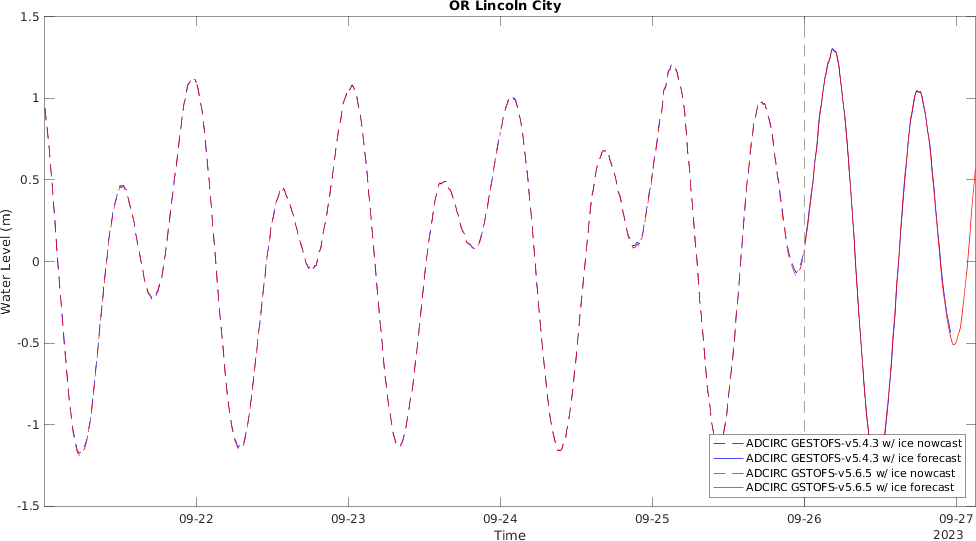 OR Lincoln City
1.5
1
0.5
0
-0.5
-1
-1.5
Water Level (m)
ADCIRC GESTOFS-v5.4.3 w/ ice nowcast
ADCIRC GESTOFS-v5.4.3 w/ ice forecast
ADCIRC GSTOFS-v5.6.5 w/ ice nowcast
ADCIRC GSTOFS-v5.6.5 w/ ice forecast
09-22
09-23
09-24
09-25
09-26
09-27
Time
2023